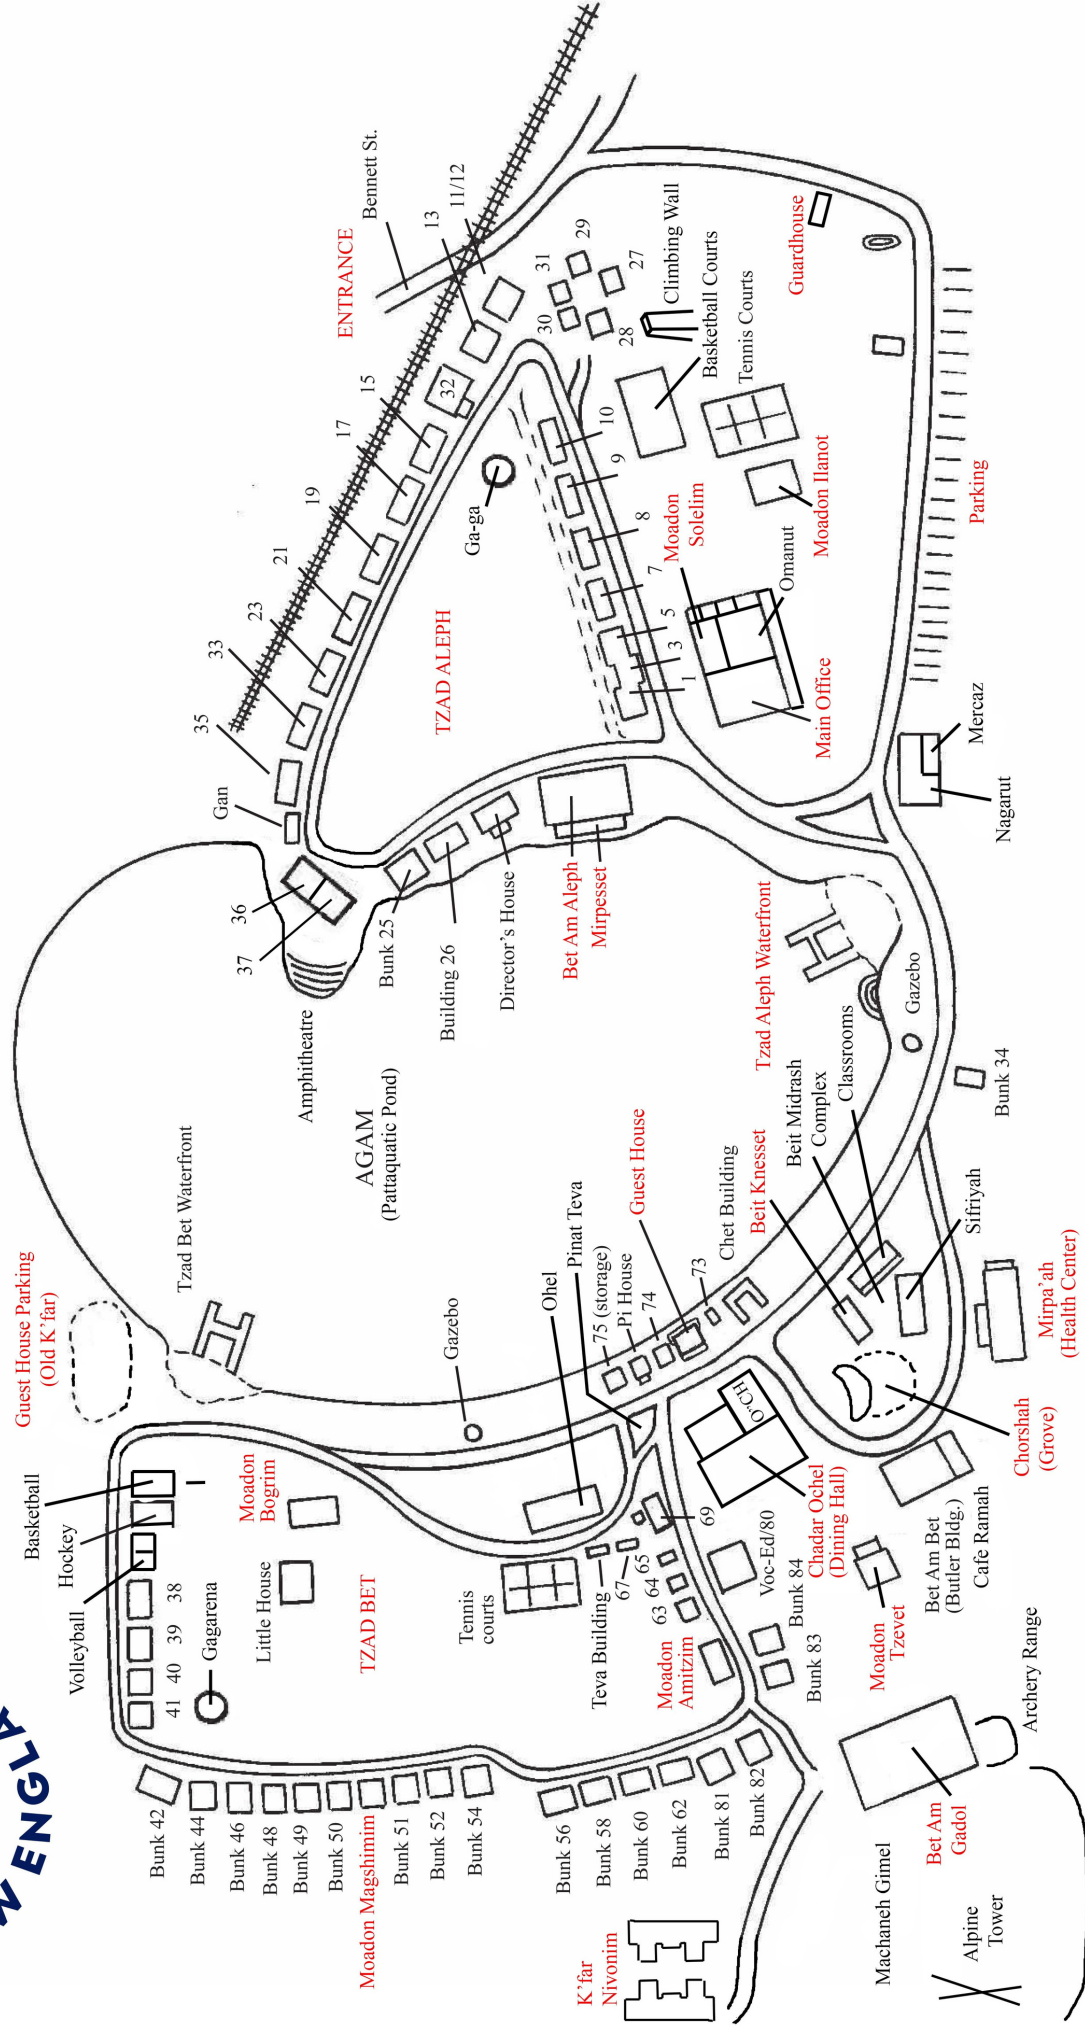 W ENGLA
Basketball
Hockey
Volleyball
Guest House Parking
(Old K'far)
38
39
40
41
Gagarena
Moadon
Bogrim
Little House
TZAD BET
Tzad Bet Waterfront
Bunk 42
Bunk 44
Bunk 46
Bunk 48
Bunk 49
Bunk 50
Moadon Magshimim
Bunk 51
Bunk 52
Bunk 54
Bunk 56
Bunk 58
Bunk 60
Bunk 62
Bunk 81
Bunk 82
K'far
Nivonim
Tennis
courts
Teva Building
67
65
64
63
69
Moadon
Amitzim
Gazebo
Ohel
Pinat Teva
75 (storage)
Pi House
74
Guest House
73
Chet Building
AGAM
(Pattaquatic Pond)
Amphitheatre
36
37
Gan
35
33
23
21
19
17
15
32
13
11/12
ENTRANCE
Bennett St.
Bunk 25
Building 26
Director's House
Bet Am Aleph
Mirpesset
TZAD ALEPH
Ga-ga
31
30
29
28
27
Climbing Wall
Basketball Courts
Tennis Courts
10
9
8
7
5
3
1
Moadon
Solelim
Omanut
Moadon Ilanot
Main Office
Guardhouse
Parking
Mercaz
Nagarut
Tzad Aleph Waterfront
Gazebo
Bunk 34
Beit Knesset
Beit Midrash
Complex
Classrooms
Sifriyah
Mirpa'ah
(Health Center)
Chorshah
(Grove)
O"CH
Chadar Ochel
(Dining Hall)
Voc-Ed/80
Bunk 84
Bunk 83
Moadon
Tzevet
Bet Am Bet
(Butler Bldg.)
Cafe Ramah
Archery Range
Bet Am
Gadol
Machaneh Gimel
Alpine
Tower